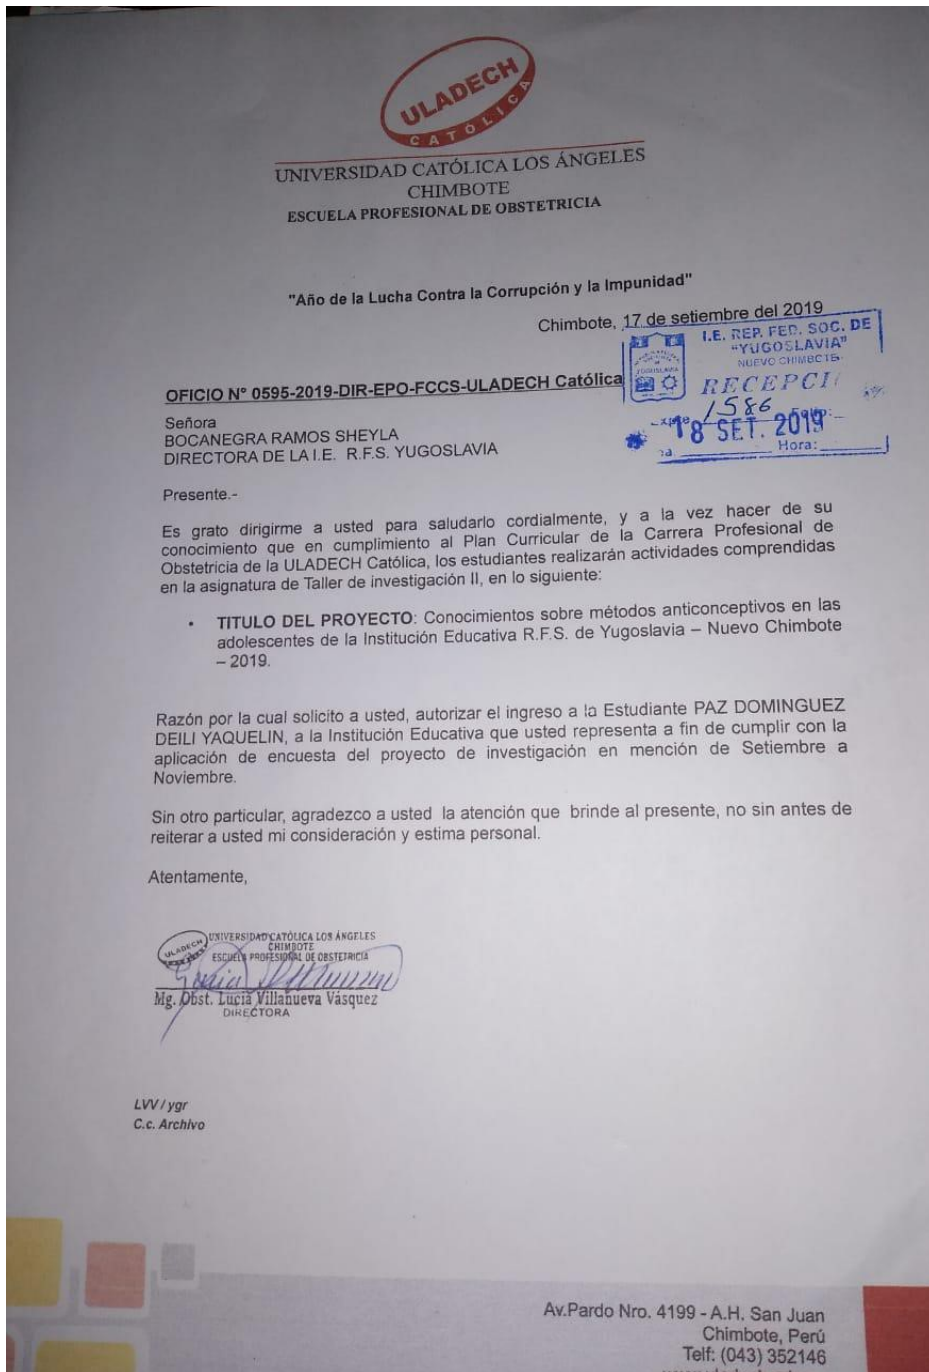 ULADECH
CATÓLICA
UNIVERSIDAD CATÓLICA LOS ÁNGELES
CHIMBOTE
ESCUELA PROFESIONAL DE OBSTETRICIA
"Año de la Lucha Contra la Corrupción y la Impunidad"
Chimbote, 17 de setiembre del 2019
I.E. REP. FED. SOC. DE
"YUGOSLAVIA"
NUEVO CHIMBOTE
RECEPCI
1586
18 SET. 2019
Hora:
OFICIO N° 0595-2019-DIR-EPO-FCCS-ULADECH Católica
Señora
BOCANEGRA RAMOS SHEYLA
DIRECTORA DE LA I.E. R.F.S. YUGOSLAVIA
Presente.-
Es grato dirigirme a usted para saludarlo cordialmente, y a la vez hacer de su
conocimiento que en cumplimiento al Plan Curricular de la Carrera Profesional de
Obstetricia de la ULADECH Católica, los estudiantes realizarán actividades comprendidas
en la asignatura de Taller de investigación II, en lo siguiente:
• TITULO DEL PROYECTO: Conocimientos sobre métodos anticonceptivos en las
adolescentes de la Institución Educativa R.F.S. de Yugoslavia – Nuevo Chimbote
– 2019.
Razón por la cual solicito a usted, autorizar el ingreso a la Estudiante PAZ DOMINGUEZ
DEILI YAQUELIN, a la Institución Educativa que usted representa a fin de cumplir con la
aplicación de encuesta del proyecto de investigación en mención de Setiembre a
Noviembre.
Sin otro particular, agradezco a usted la atención que brinde al presente, no sin antes de
reiterar a usted mi consideración y estima personal.
Atentamente,
ULADECH
UNIVERSIDAD CATÓLICA LOS ÁNGELES
CHIMBOTE
ESCUELA PROFESIONAL DE OBSTETRICIA
Mg. Obst. Lucia Villanueva Vásquez
DIRECTORA
LVV/ygr
C.c. Archivo
Av.Pardo Nro. 4199 - A.H. San Juan
Chimbote, Perú
Telf: (043) 352146